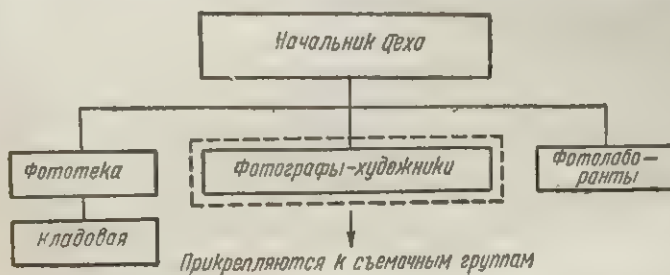 Начальник цеха
Фототека
Фотографы-художники
Фотолабо-
ранты
Кладовая
Прикрепляются к съемочным группам